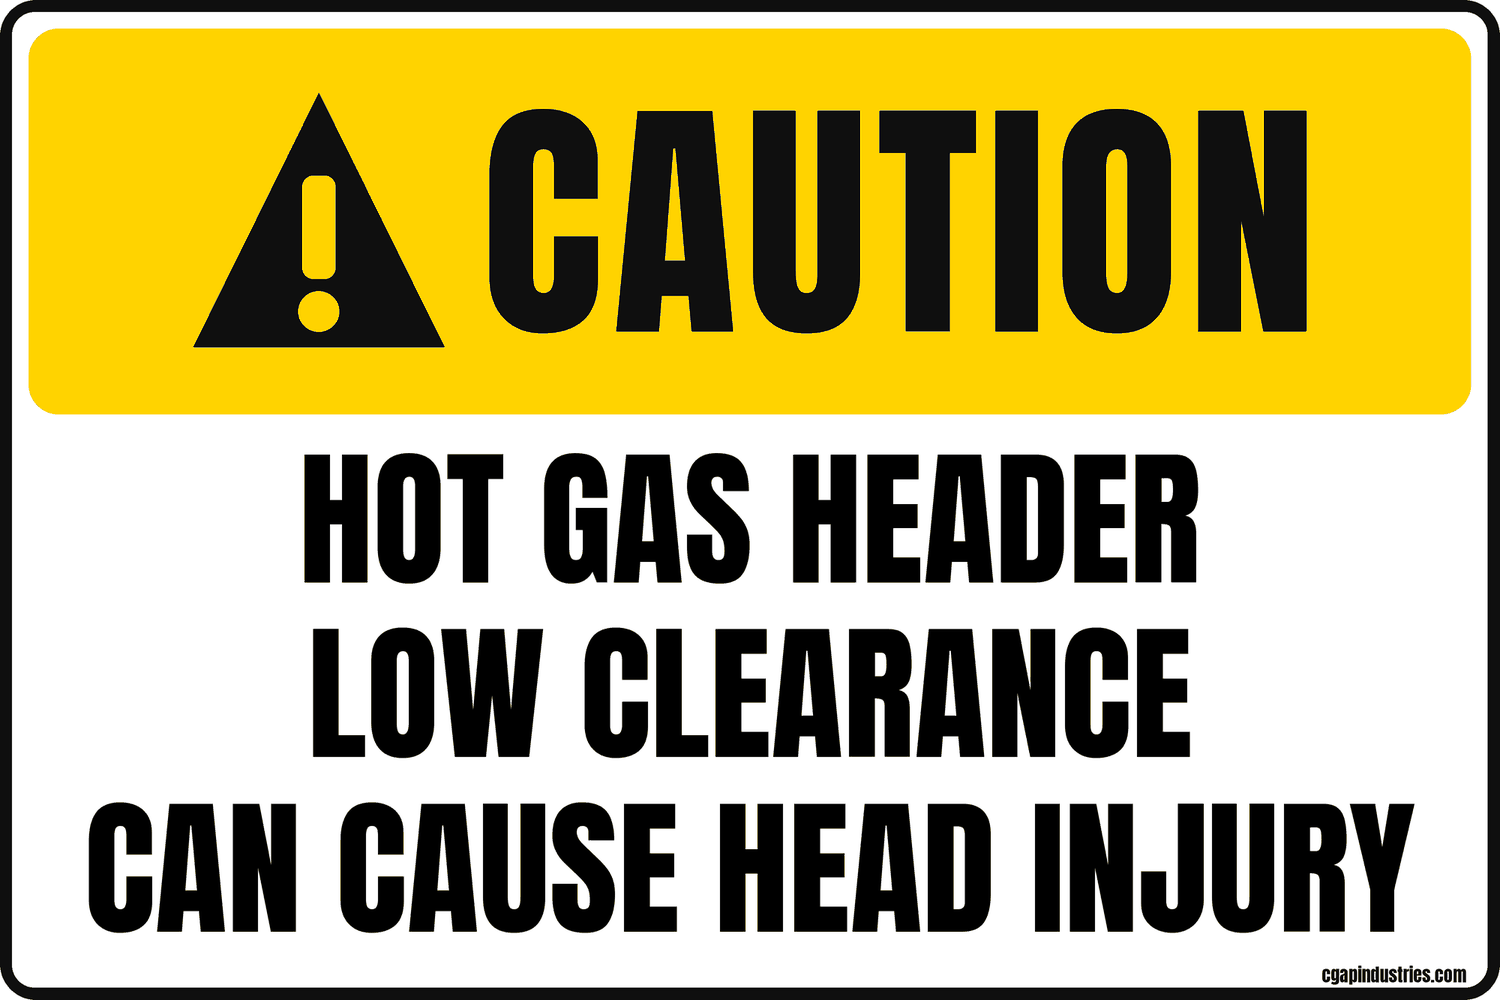 CAUTION
HOT GAS HEADER
LOW CLEARANCE
CAN CAUSE HEAD INJURY
cgapindustries.com